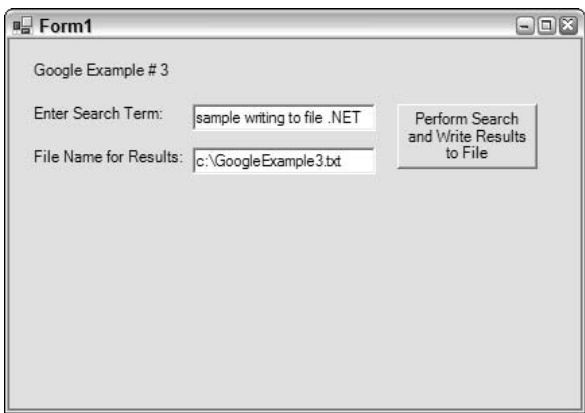 Form1
Google Example # 3
Enter Search Term:
sample writing to file .NET
File Name for Results:
c:\GoogleExample3.txt
Perform Search
and Write Results
to File